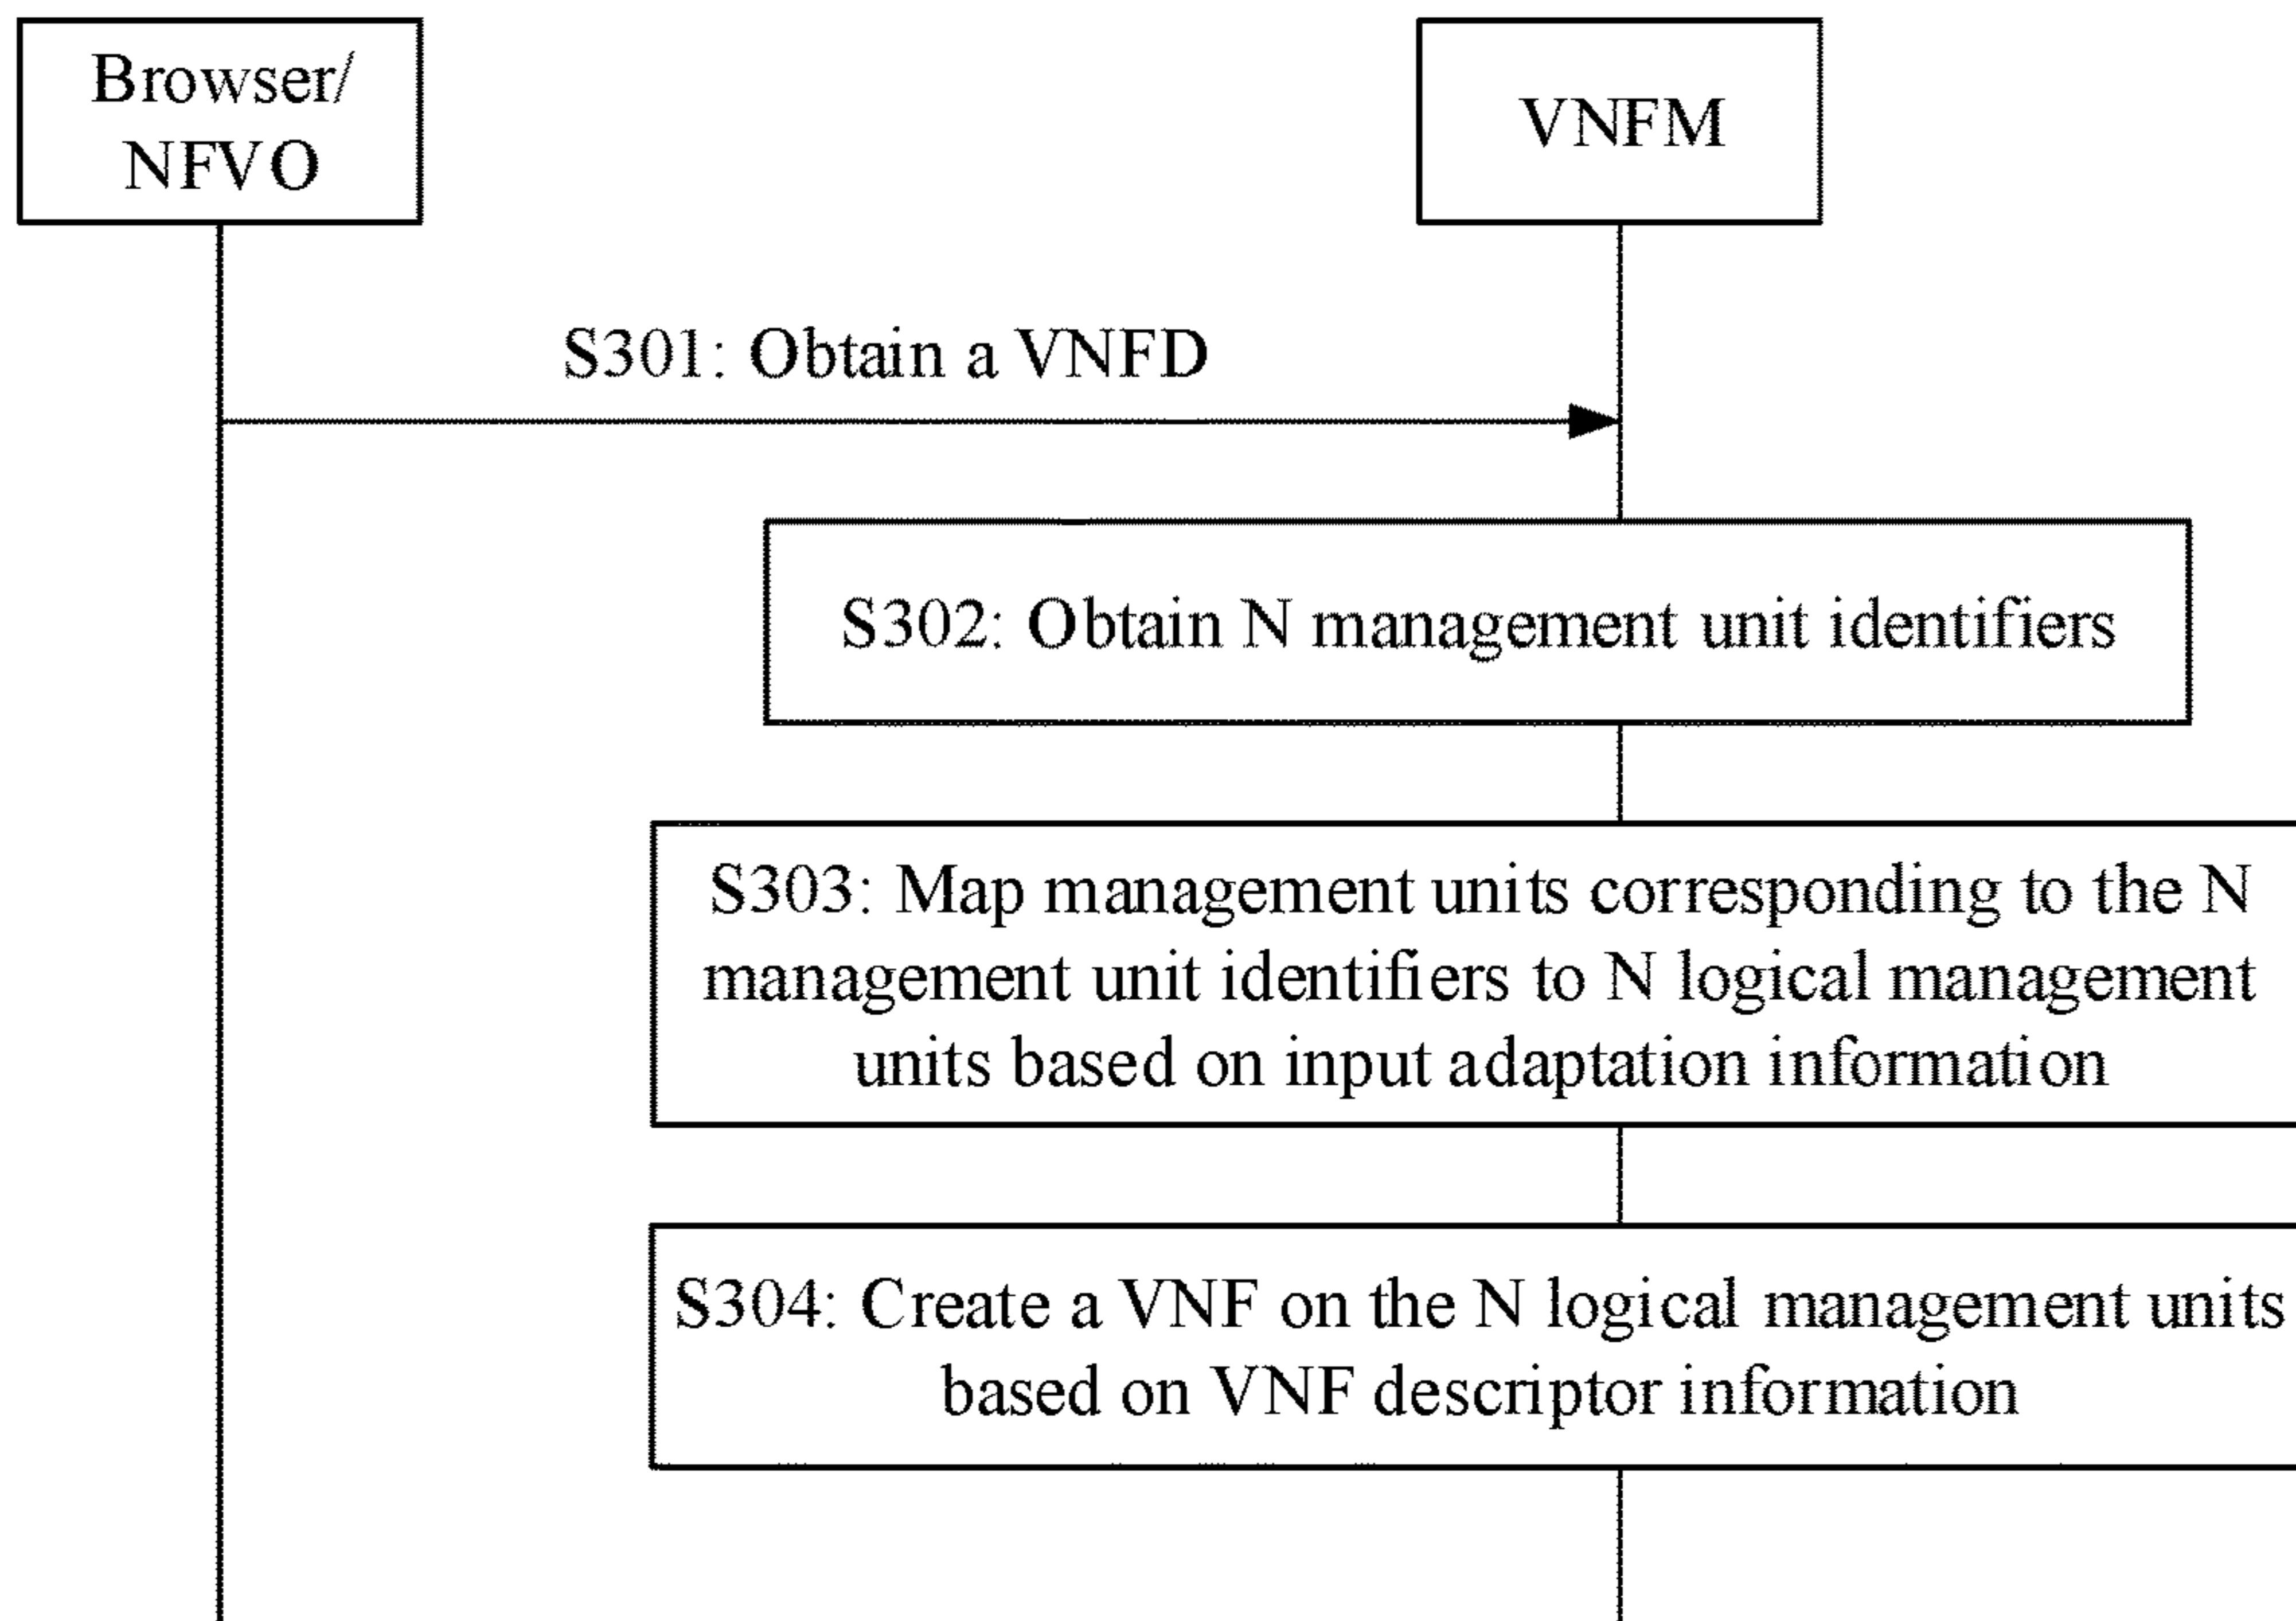 Browser/
NFVO
VNFM
S301: Obtain a VNFD
S302: Obtain N management unit identifiers
S303: Map management units corresponding to the N
management unit identifiers to N logical management
units based on input adaptation information
S304: Create a VNF on the N logical management units
based on VNF descriptor information